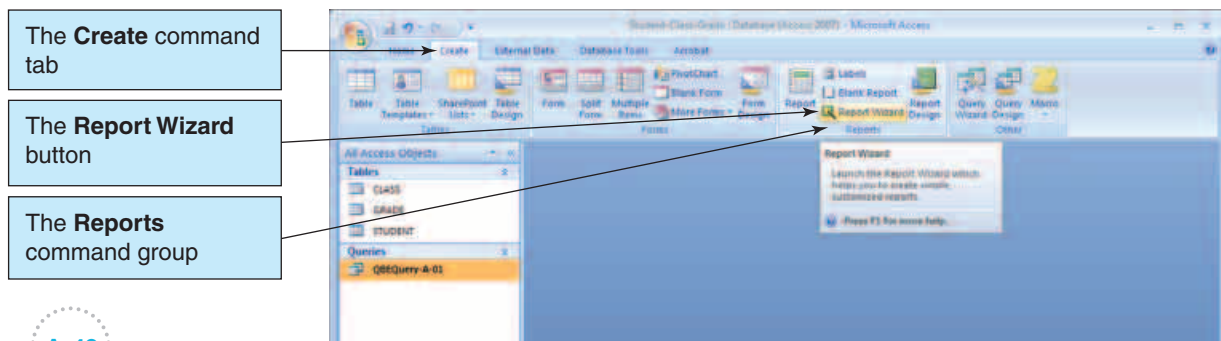 The Create command
tab
The Report Wizard
button
The Reports
command group
Student-Class-Grade : Database (Access 2007) - Microsoft Access
Home Create External Data Database Tools Acrobat
Table Table Templates SharePoint Lists Table Design
Tables
Form Split Form Multiple Items PivotChart Blank Form More Forms Form Design
Forms
Report Labels Blank Report Report Wizard Report Design
Reports
Query Wizard Query Design Macro
Other
All Access Objects
Tables
CLASS
GRADE
STUDENT
Queries
QBEQuery-A-01
Report Wizard
Launch the Report Wizard which
helps you to create simple,
customized reports.
Press F1 for more help.